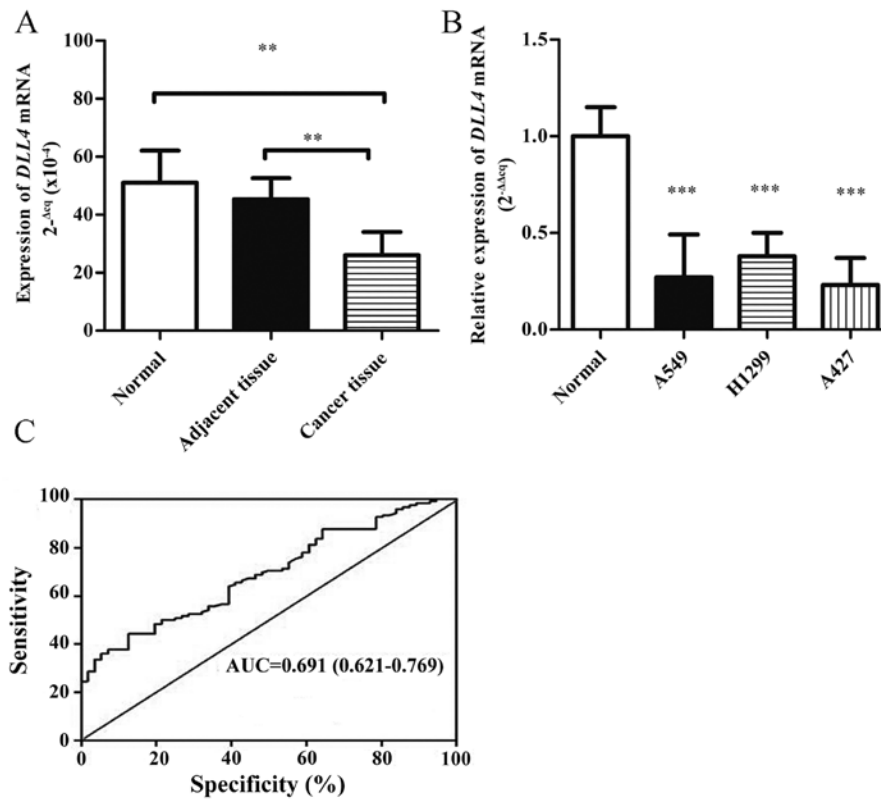 A
Expression of DLL4 mRNA
2-Δcq (x10-4)
100
80
60
40
20
0
**
**
Normal
Adjacent tissue
Cancer tissue
B
Relative expression of DLL4 mRNA
(2-ΔΔcq)
1.5
1.0
0.5
0.0
***
***
***
Normal
A549
H1299
A427
C
Sensitivity
100
80
60
40
20
0
AUC=0.691 (0.621-0.769)
0
20
40
60
80
100
Specificity (%)